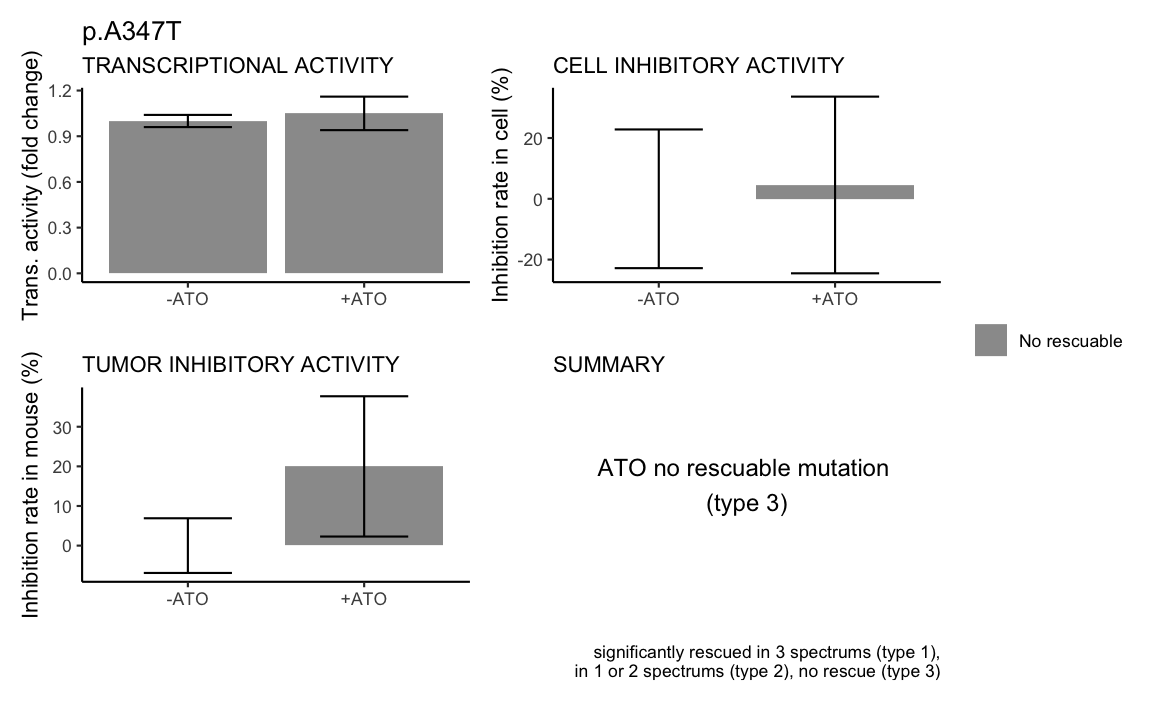 p.A347T
TRANSCRIPTIONAL ACTIVITY
Trans. activity (fold change)
1.2
0.9
0.6
0.3
0.0
-ATO
+ATO
CELL INHIBITORY ACTIVITY
Inhibition rate in cell (%)
20
0
-20
-ATO
+ATO
No rescuable
TUMOR INHIBITORY ACTIVITY
Inhibition rate in mouse (%)
30
20
10
0
-ATO
+ATO
SUMMARY
ATO no rescuable mutation
(type 3)
significantly rescued in 3 spectrums (type 1),
in 1 or 2 spectrums (type 2), no rescue (type 3)